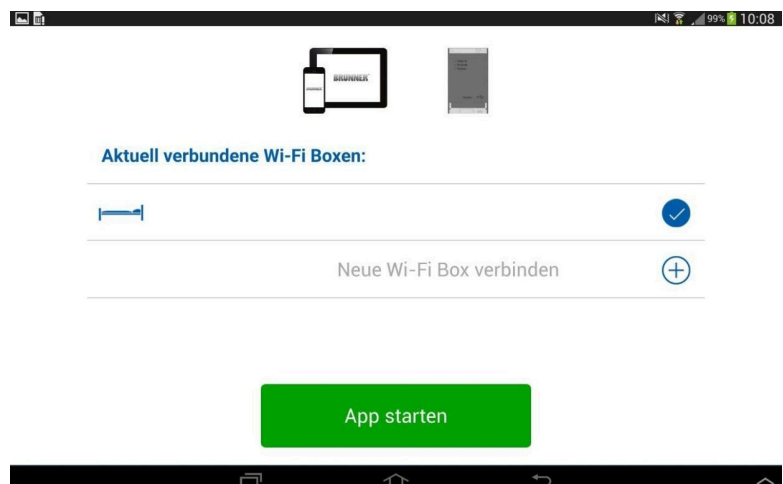 99% 10:08
BRUNNER
Aktuell verbundene Wi-Fi Boxen:
Neue Wi-Fi Box verbinden
App starten